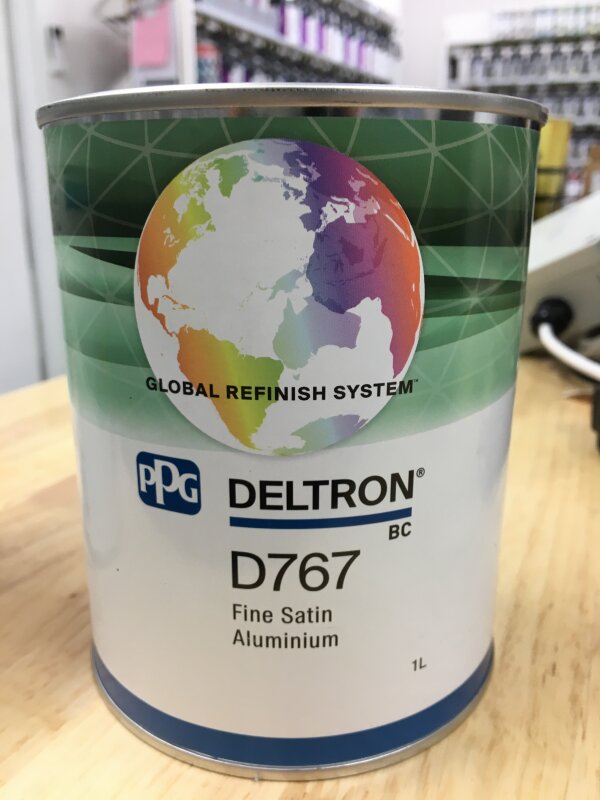 GLOBAL REFINISH SYSTEM™
PPG
DELTRON®
BC
D767
Fine Satin
Aluminium
1L